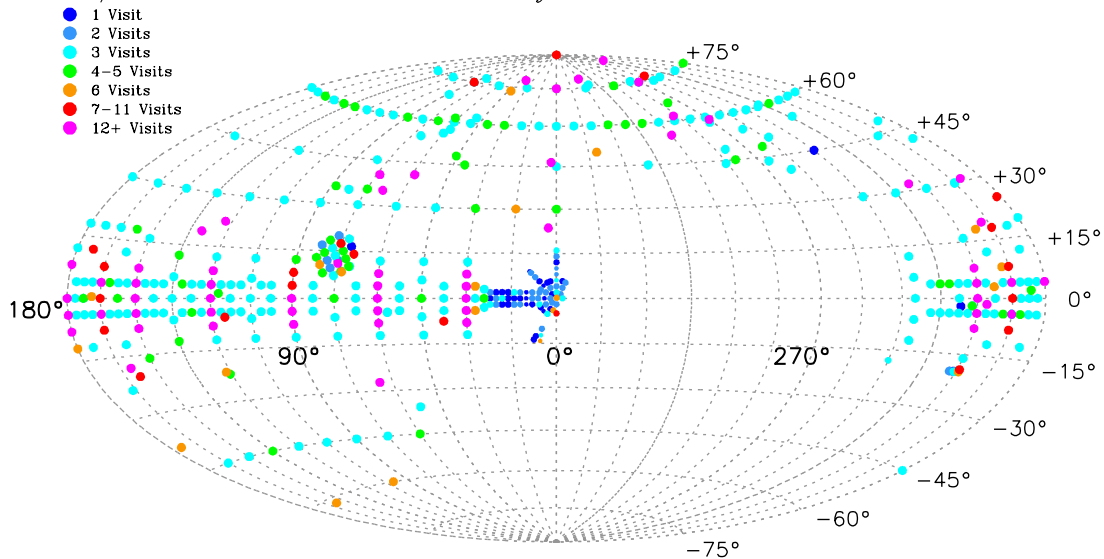 1 Visit
2 Visits
3 Visits
4-5 Visits
6 Visits
7-11 Visits
12+ Visits
+75°
+60°
+45°
+30°
+15°
180°
0°
90°
0°
270°
-15°
-30°
-45°
-60°
-75°